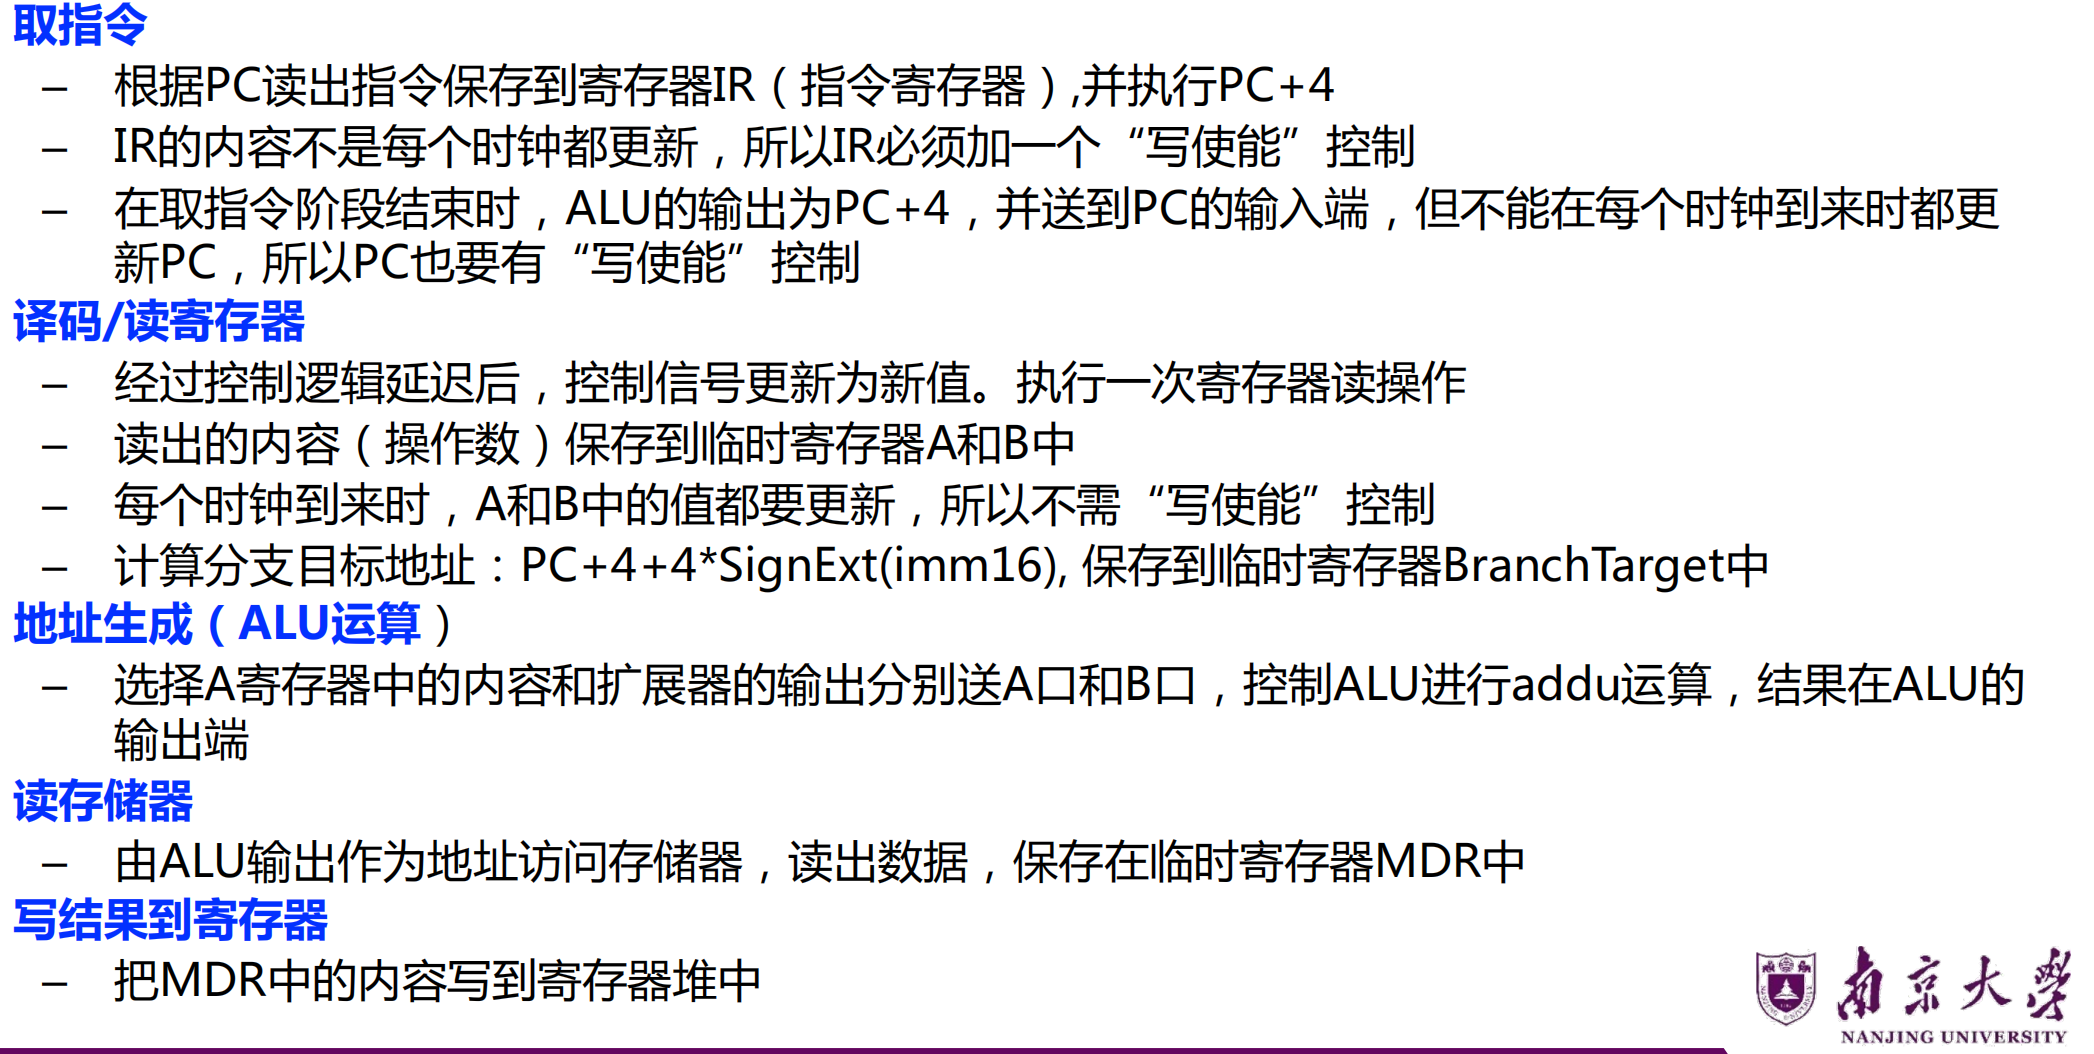 取指令
– 根据PC读出指令保存到寄存器IR（指令寄存器）,并执行PC+4
– IR的内容不是每个时钟都更新，所以IR必须加一个“写使能”控制
– 在取指令阶段结束时，ALU的输出为PC+4，并送到PC的输入端，但不能在每个时钟到来时都更
新PC，所以PC也要有“写使能”控制
译码/读寄存器
– 经过控制逻辑延迟后，控制信号更新为新值。执行一次寄存器读操作
– 读出的内容（操作数）保存到临时寄存器A和B中
– 每个时钟到来时，A和B中的值都要更新，所以不需“写使能”控制
– 计算分支目标地址：PC+4+4*SignExt(imm16), 保存到临时寄存器BranchTarget中
地址生成（ALU运算）
– 选择A寄存器中的内容和扩展器的输出分别送A口和B口，控制ALU进行addu运算，结果在ALU的
输出端
读存储器
– 由ALU输出作为地址访问存储器，读出数据，保存在临时寄存器MDR中
写结果到寄存器
– 把MDR中的内容写到寄存器堆中
南京大学
NANJING UNIVERSITY